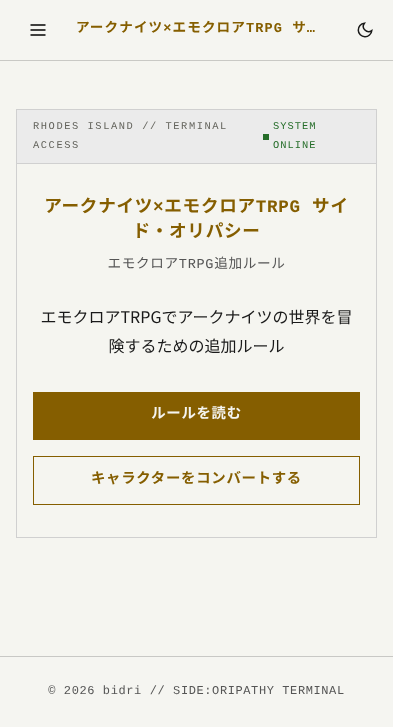 アークナイツ×エモクロアTRPG サ…
RHODES ISLAND // TERMINAL
ACCESS
SYSTEM
ONLINE
アークナイツ×エモクロアTRPG サイ
ド・オリパシー
エモクロアTRPG追加ルール
エモクロアTRPGでアークナイツの世界を冒
険するための追加ルール
ルールを読む
キャラクターをコンバートする
© 2026 bidri // SIDE:ORIPATHY TERMINAL